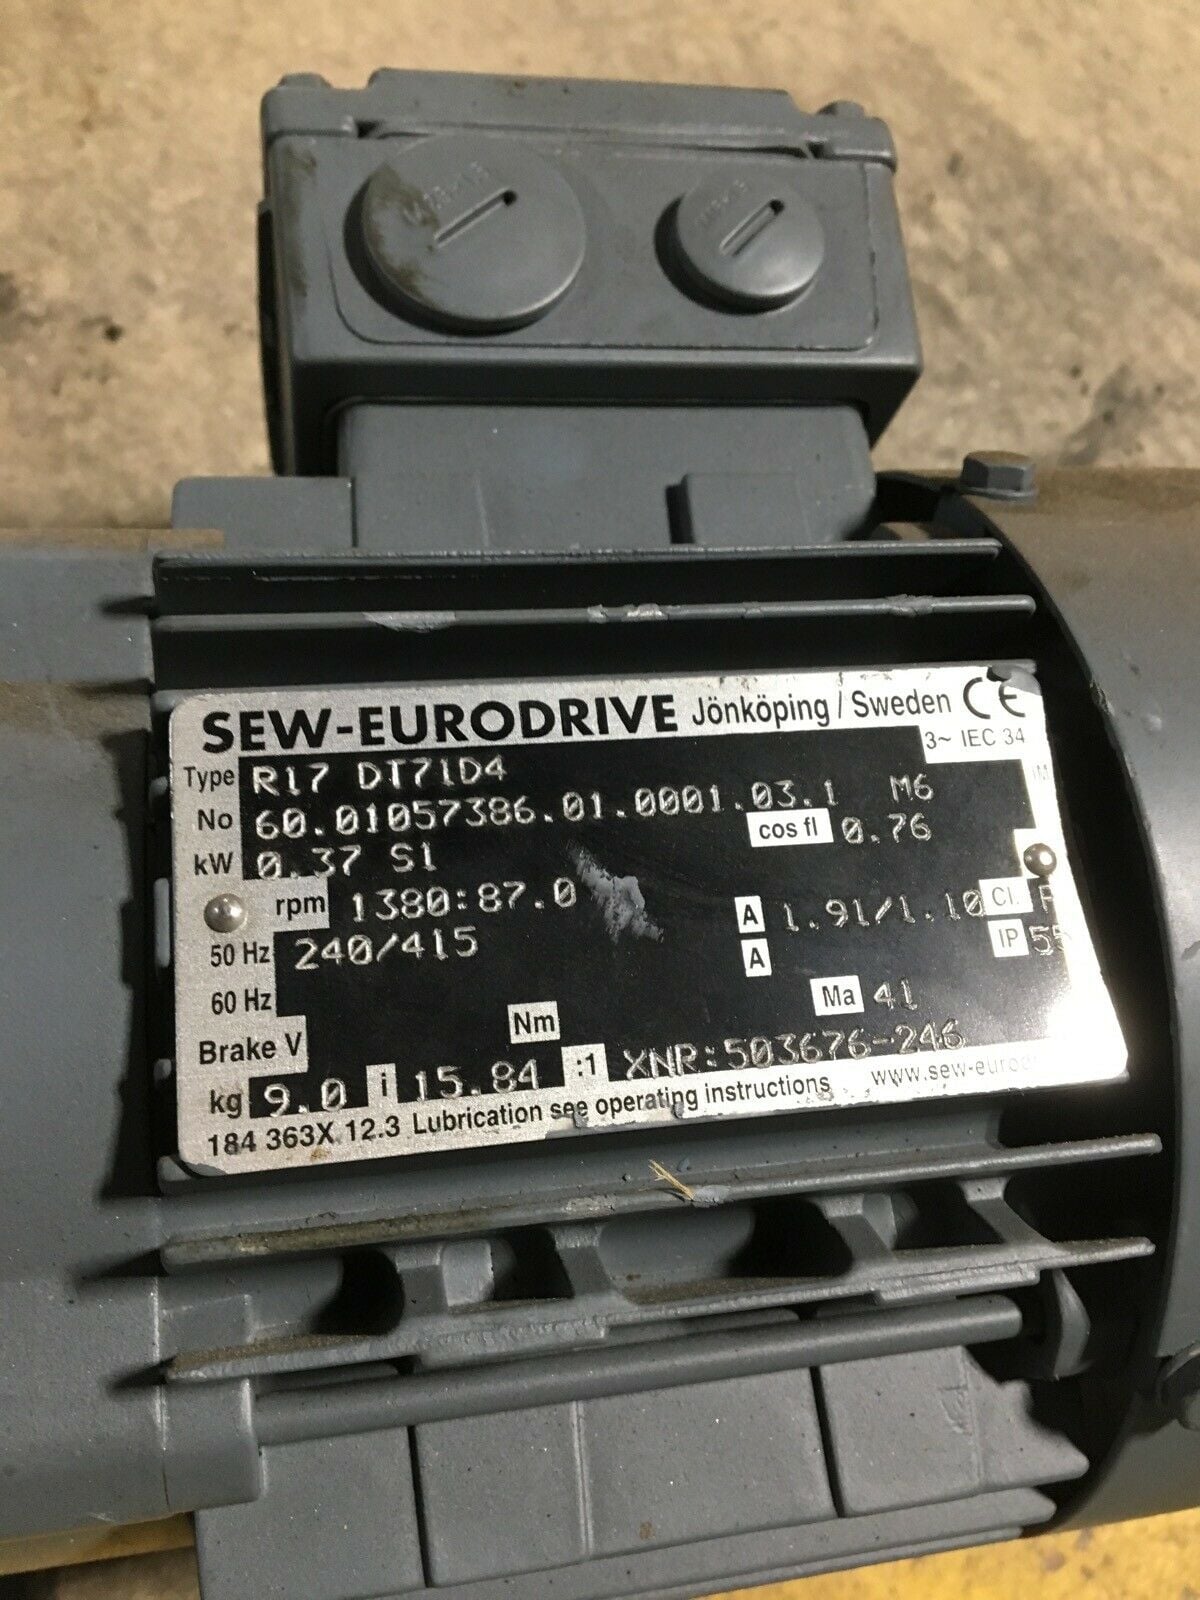 SEW-EURODRIVE Jönköping / Sweden CE
3~ IEC 34
Type R17 DT71D4
No 60.01057386.01.0001.03.1 M6
kW 0.37 S1 cos fl 0.76
rpm 1380:87.0 A 1.91/1.10 Cl. F
50 Hz 240/415 A IP 55
60 Hz Ma 41
Brake V Nm
kg 9.0 i 15.84 :1 XNR:503676-246
184 363X 12.3 Lubrication see operating instructions